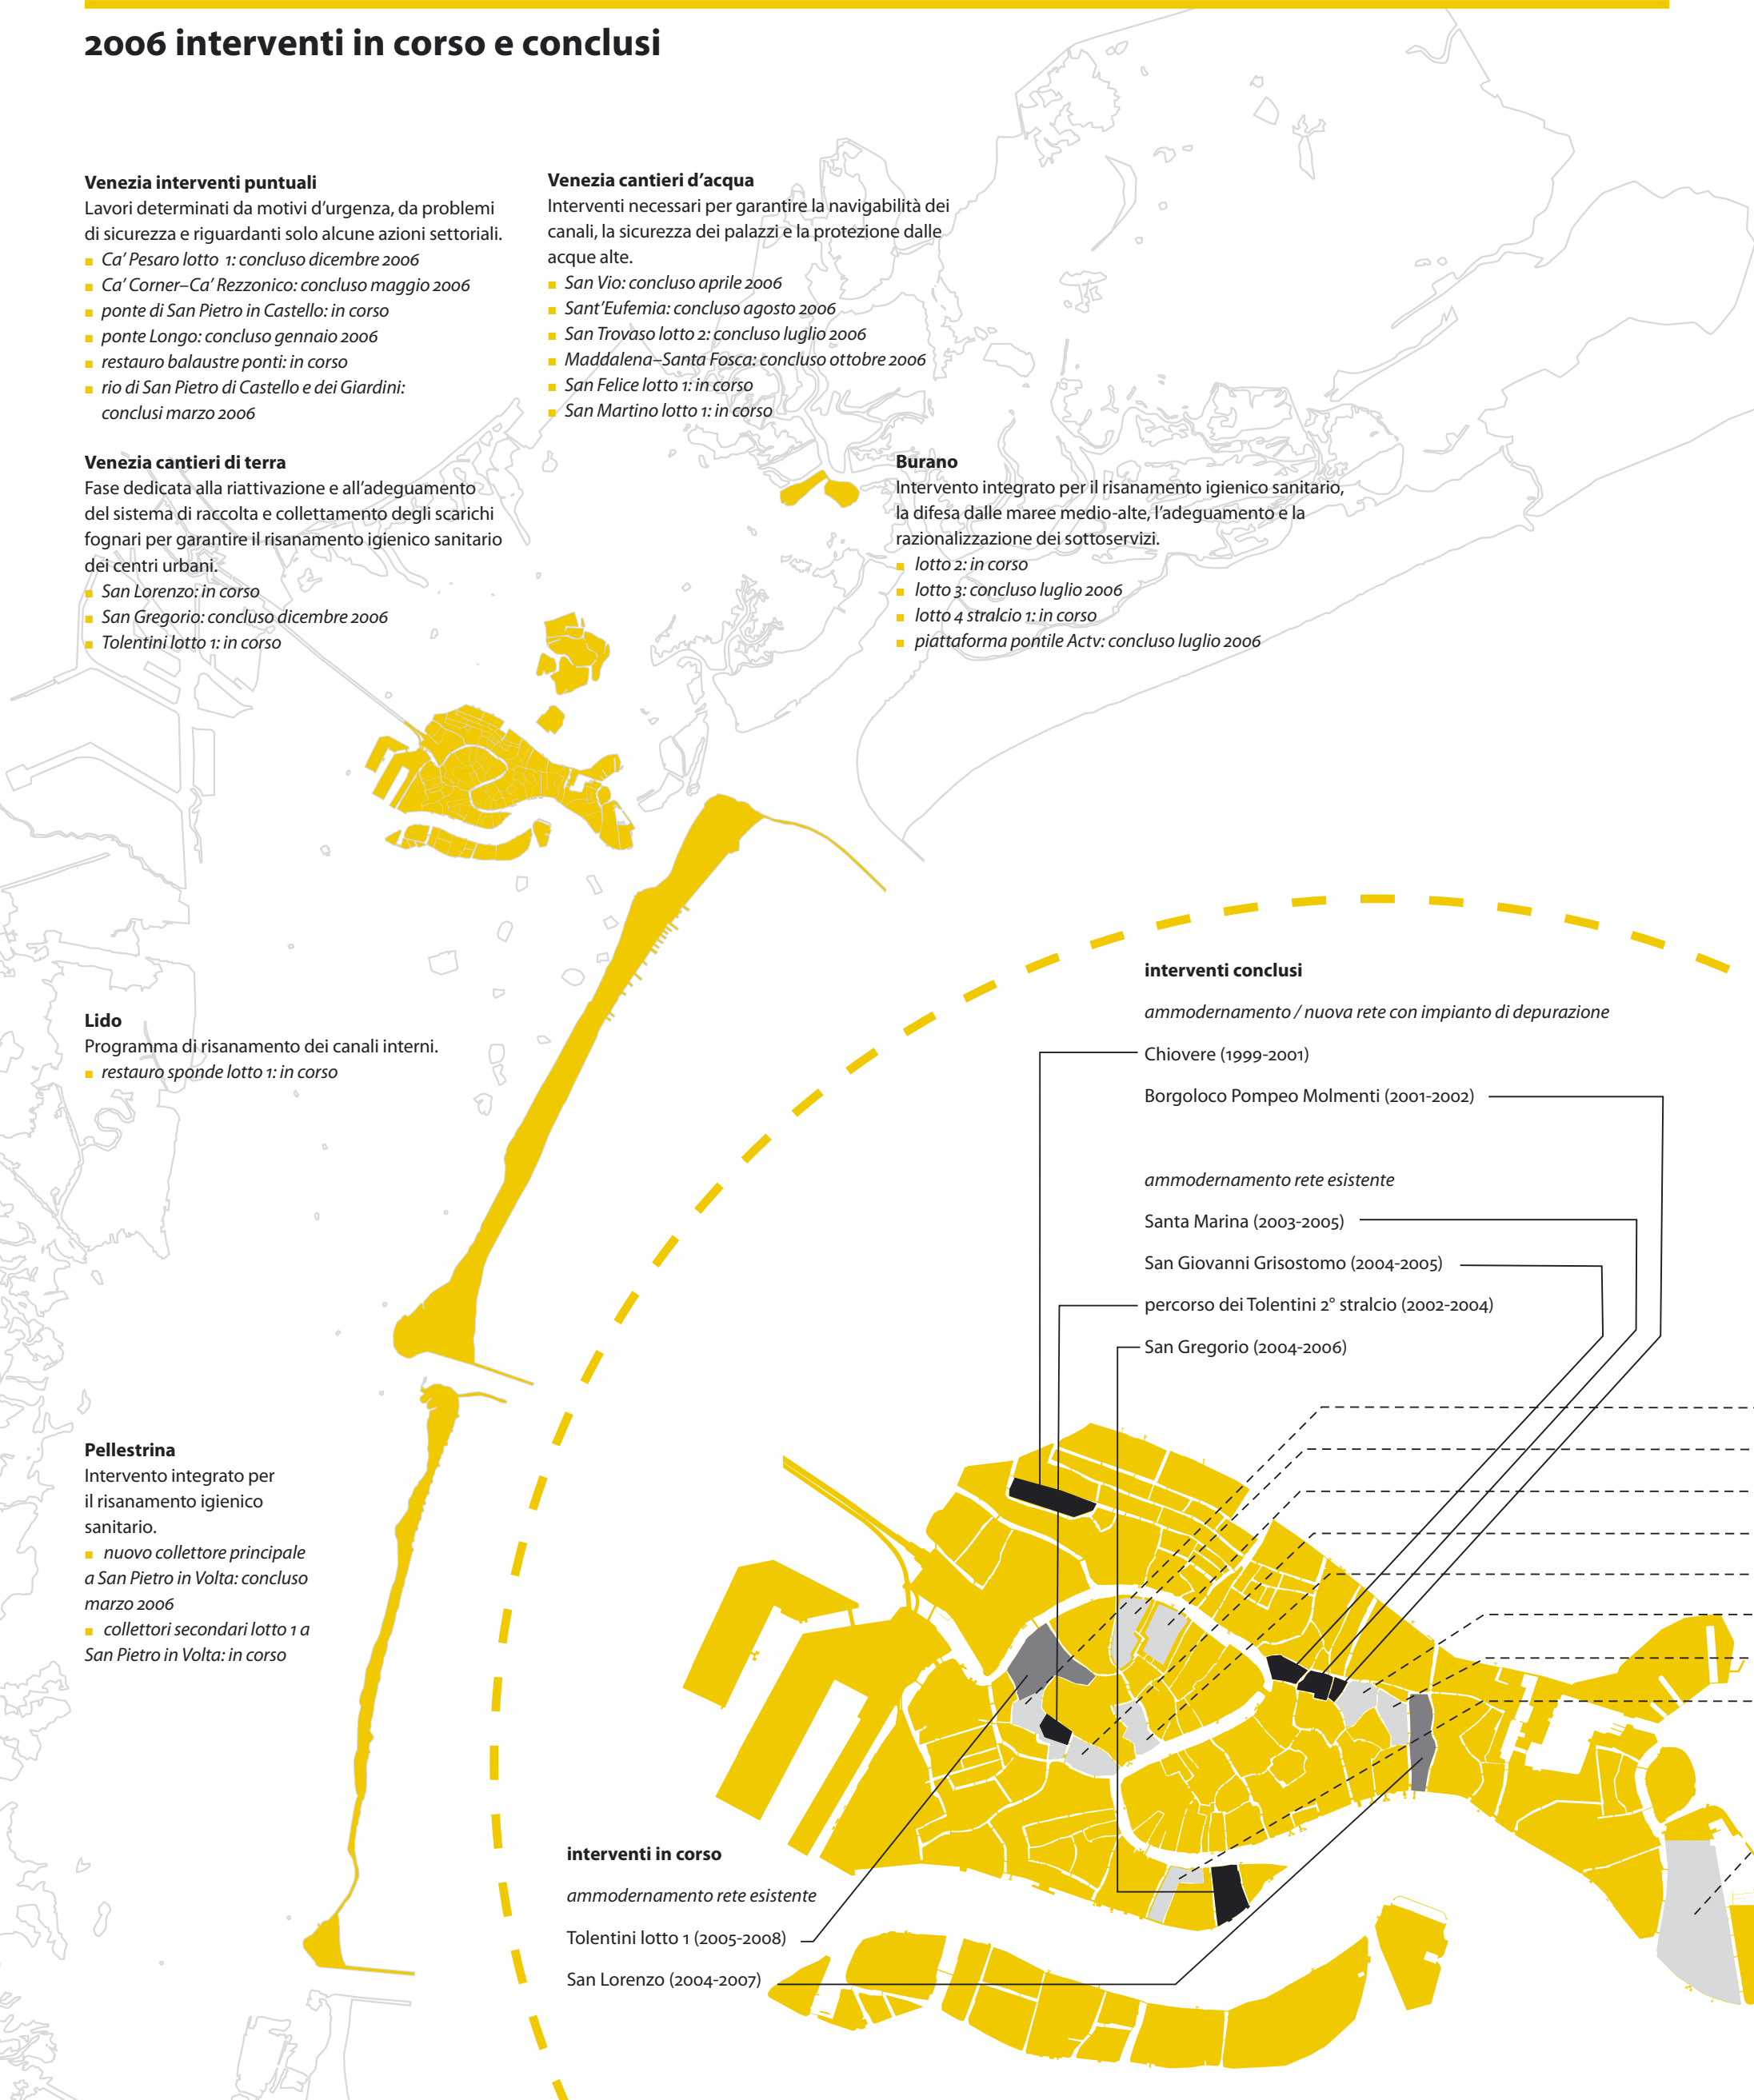 2006 interventi in corso e conclusi
Venezia interventi puntuali
Lavori determinati da motivi d'urgenza, da problemi
di sicurezza e riguardanti solo alcune azioni settoriali.
Ca' Pesaro lotto 1: concluso dicembre 2006
Ca' Corner–Ca' Rezzonico: concluso maggio 2006
ponte di San Pietro in Castello: in corso
ponte Longo: concluso gennaio 2006
restauro balaustre ponti: in corso
rio di San Pietro di Castello e dei Giardini:
conclusi marzo 2006
Venezia cantieri d'acqua
Interventi necessari per garantire la navigabilità dei
canali, la sicurezza dei palazzi e la protezione dalle
acque alte.
San Vio: concluso aprile 2006
Sant'Eufemia: concluso agosto 2006
San Trovaso lotto 2: concluso luglio 2006
Maddalena–Santa Fosca: concluso ottobre 2006
San Felice lotto 1: in corso
San Martino lotto 1: in corso
Venezia cantieri di terra
Fase dedicata alla riattivazione e all'adeguamento
del sistema di raccolta e collettamento degli scarichi
fognari per garantire il risanamento igienico sanitario
dei centri urbani.
San Lorenzo: in corso
San Gregorio: concluso dicembre 2006
Tolentini lotto 1: in corso
Burano
Intervento integrato per il risanamento igienico sanitario,
la difesa dalle maree medio-alte, l'adeguamento e la
razionalizzazione dei sottoservizi.
lotto 2: in corso
lotto 3: concluso luglio 2006
lotto 4 stralcio 1: in corso
piattaforma pontile Actv: concluso luglio 2006
Lido
Programma di risanamento dei canali interni.
restauro sponde lotto 1: in corso
Pellestrina
Intervento integrato per
il risanamento igienico
sanitario.
nuovo collettore principale
a San Pietro in Volta: concluso
marzo 2006
collettori secondari lotto 1 a
San Pietro in Volta: in corso
interventi conclusi
ammodernamento / nuova rete con impianto di depurazione
Chiovere (1999-2001)
Borgoloco Pompeo Molmenti (2001-2002)
ammodernamento rete esistente
Santa Marina (2003-2005)
San Giovanni Grisostomo (2004-2005)
percorso dei Tolentini 2° stralcio (2002-2004)
San Gregorio (2004-2006)
interventi in corso
ammodernamento rete esistente
Tolentini lotto 1 (2005-2008)
San Lorenzo (2004-2007)